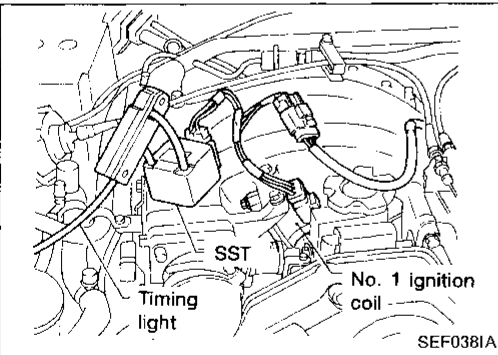 SST
Timing
light
No. 1 ignition
coil
SEF038IA